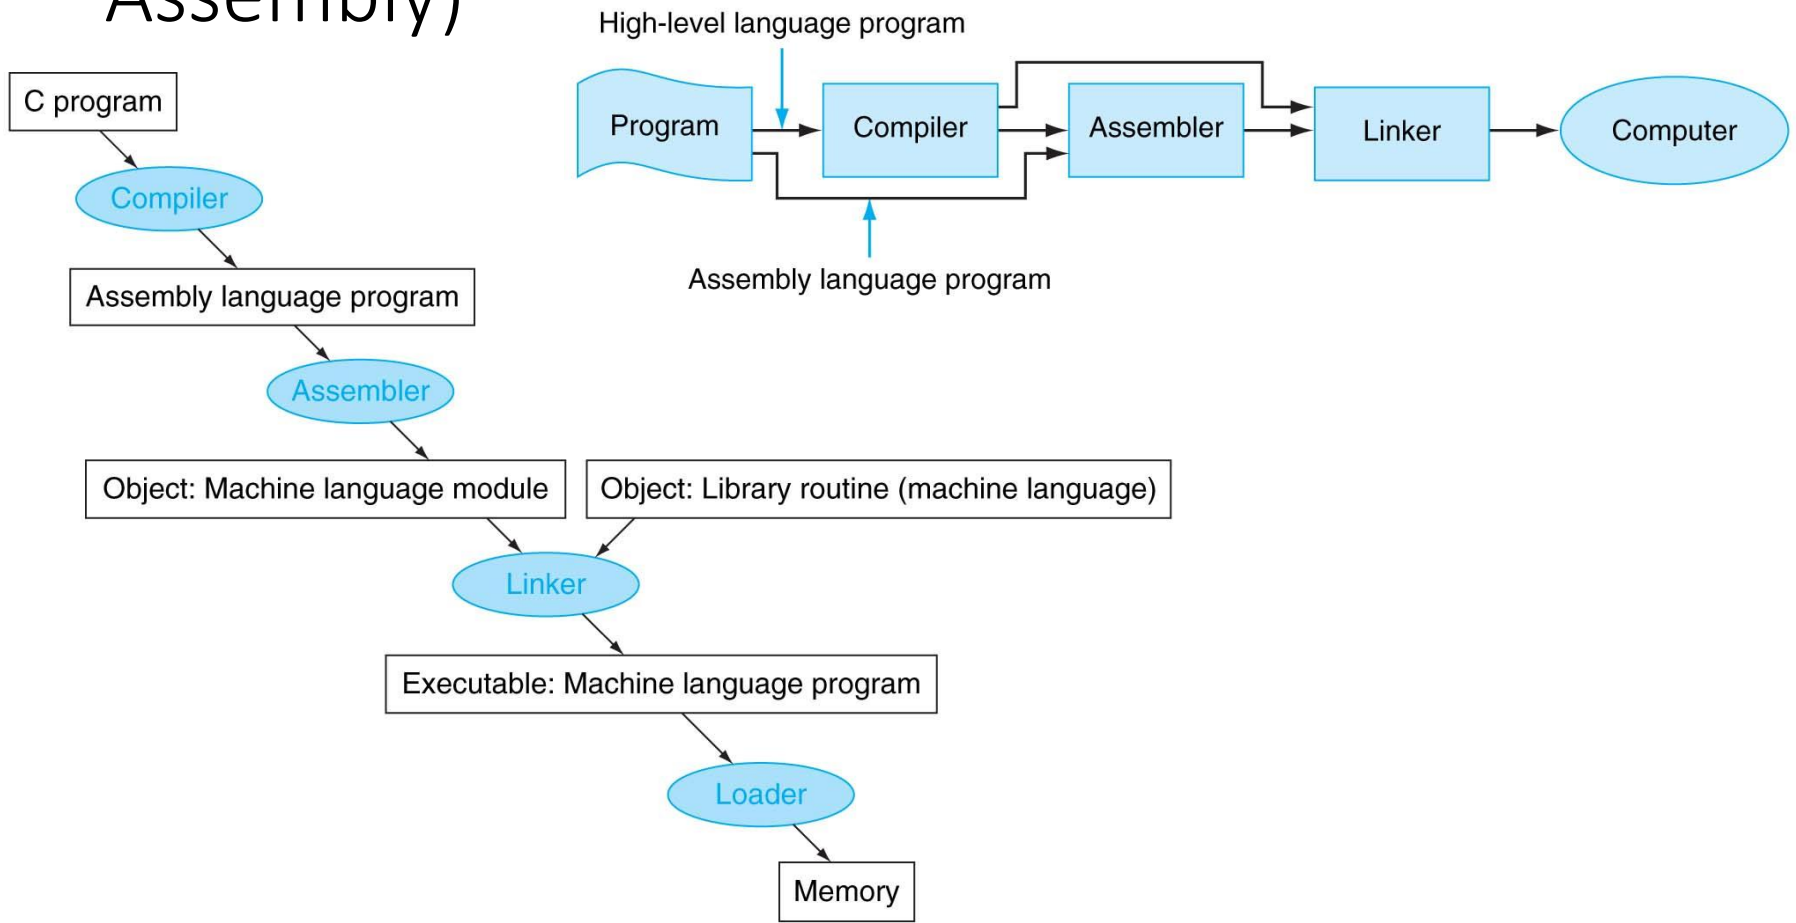 Assembly)
High-level language program
Program
Compiler
Assembler
Linker
Computer
Assembly language program
C program
Compiler
Assembly language program
Assembler
Object: Machine language module
Object: Library routine (machine language)
Linker
Executable: Machine language program
Loader
Memory